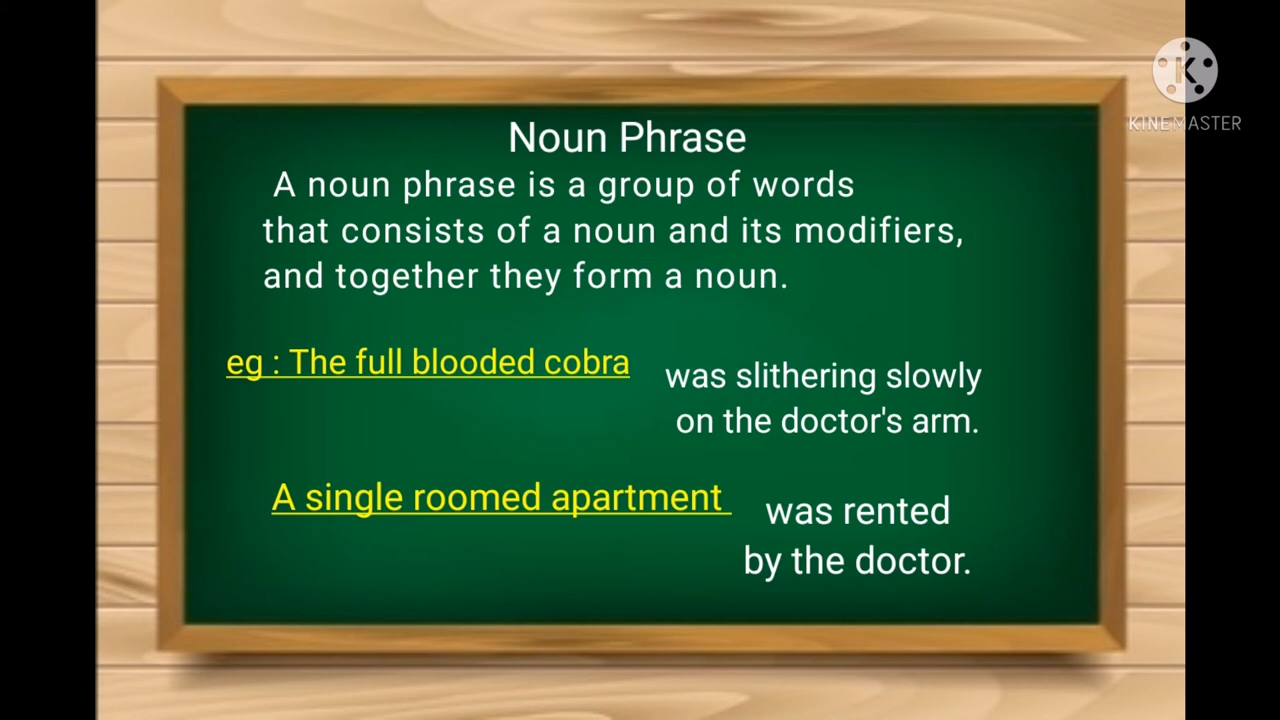 Noun Phrase
A noun phrase is a group of words
that consists of a noun and its modifiers,
and together they form a noun.
eg : The full blooded cobra
was slithering slowly
on the doctor's arm.
A single roomed apartment
was rented
by the doctor.
K
KINEMASTER